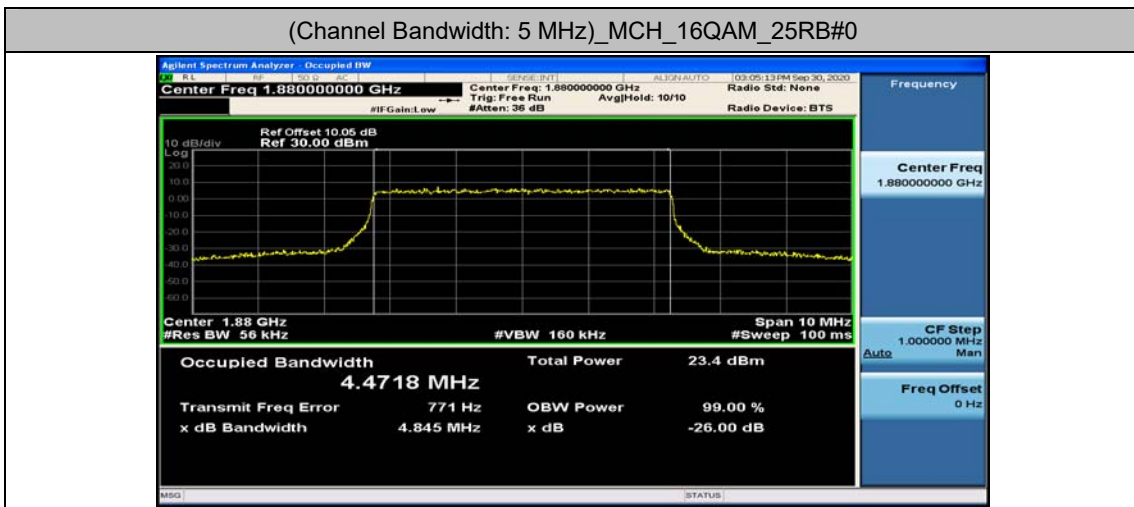 (Channel Bandwidth: 5 MHz)_MCH_16QAM_25RB#0
Agilent Spectrum Analyzer - Occupied BW
RL RF 50 Ω AC SENSE:INT ALIGN AUTO 03:05:13 PM Sep 30, 2020
Center Freq 1.880000000 GHz
Center Freq: 1.880000000 GHz
Radio Std: None
Trig: Free Run Avg|Hold: 10/10
#IFGain:Low #Atten: 36 dB Radio Device: BTS
Frequency
Ref Offset 10.05 dB
10 dB/div Ref 30.00 dBm
Log
20.0
10.0
0.00
-10.0
-20.0
-30.0
-40.0
-50.0
-60.0
Center Freq
1.880000000 GHz
Center 1.88 GHz Span 10 MHz
#Res BW 56 kHz #VBW 160 kHz #Sweep 100 ms
CF Step
1.000000 MHz
Auto Man
Occupied Bandwidth Total Power 23.4 dBm
4.4718 MHz
Transmit Freq Error 771 Hz OBW Power 99.00 %
x dB Bandwidth 4.845 MHz x dB -26.00 dB
Freq Offset
0 Hz
MSG STATUS